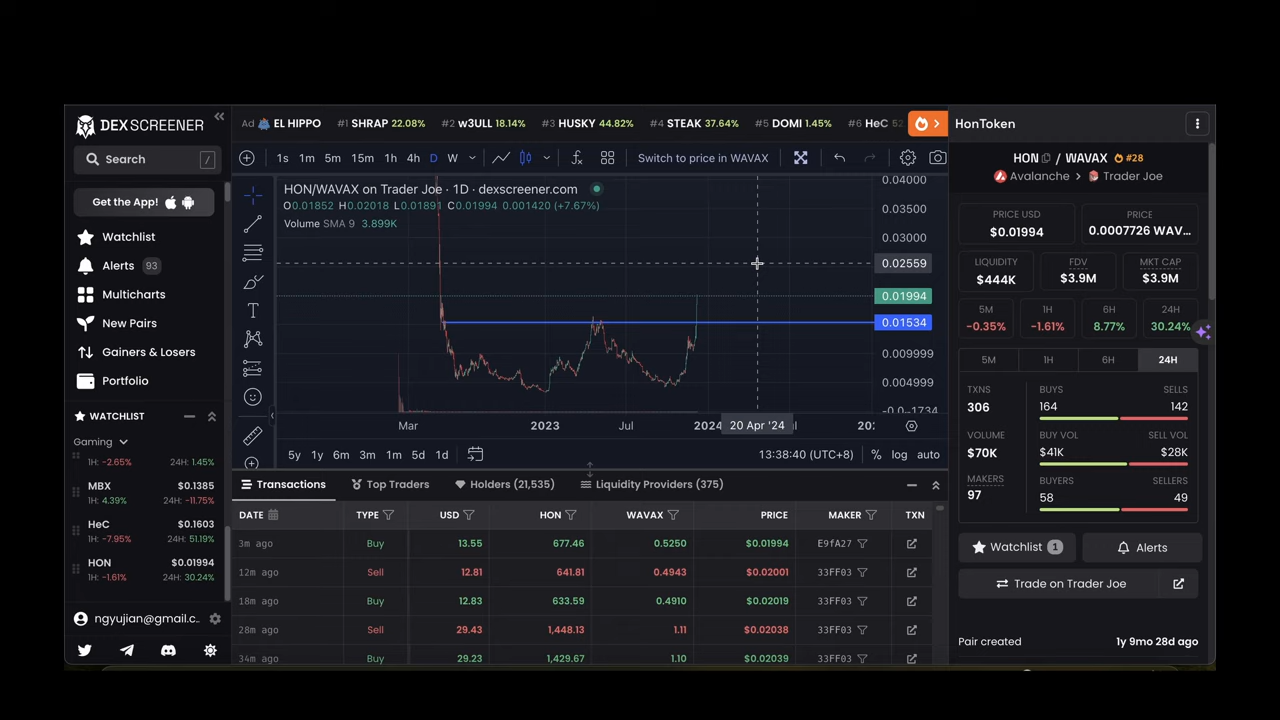 DEX SCREENER
Search /
Get the App!
Watchlist
Alerts 93
Multicharts
New Pairs
Gainers & Losers
Portfolio
WATCHLIST
Gaming
1H: -2.65% 24H: 1.45%
MBX $0.1385
1H: 4.39% 24H: -11.75%
HeC $0.1603
1H: -7.95% 24H: 51.19%
HON $0.01994
1H: -1.61% 24H: 30.24%
ngyujian@gmail.c..
Ad EL HIPPO #1 SHRAP 22.08% #2 w3ULL 18.14% #3 HUSKY 44.82% #4 STEAK 37.64% #5 DOMI 1.45% #6 HeC 52
1s 1m 5m 15m 1h 4h D W Switch to price in WAVAX
HON/WAVAX on Trader Joe · 1D · dexscreener.com
O0.01852 H0.02018 L0.01891 C0.01994 0.001420 (+7.67%)
Volume SMA 9 3.899K
0.04000
0.03500
0.03000
0.02559
0.01994
0.01534
0.009999
0.004999
-0.0-1734
Mar 2023 Jul 2024 20 Apr '24
5y 1y 6m 3m 1m 5d 1d 13:38:40 (UTC+8) % log auto
Transactions Top Traders Holders (21,535) Liquidity Providers (375)
DATE TYPE USD HON WAVAX PRICE MAKER TXN
3m ago Buy 13.55 677.46 0.5250 $0.01994 E9fA27
12m ago Sell 12.81 641.81 0.4943 $0.02001 33FF03
18m ago Buy 12.83 633.59 0.4910 $0.02019 33FF03
28m ago Sell 29.43 1,448.13 1.11 $0.02038 33FF03
34m ago Buy 29.23 1,429.67 1.10 $0.02039 33FF03
HonToken
HON / WAVAX #28
Avalanche > Trader Joe
PRICE USD PRICE
$0.01994 0.0007726 WAV...
LIQUIDITY FDV MKT CAP
$444K $3.9M $3.9M
5M 1H 6H 24H
-0.35% -1.61% 8.77% 30.24%
5M 1H 6H 24H
TXNS BUYS SELLS
306 164 142
VOLUME BUY VOL SELL VOL
$70K $41K $28K
MAKERS BUYERS SELLERS
97 58 49
Watchlist 1 Alerts
Trade on Trader Joe
Pair created 1y 9mo 28d ago